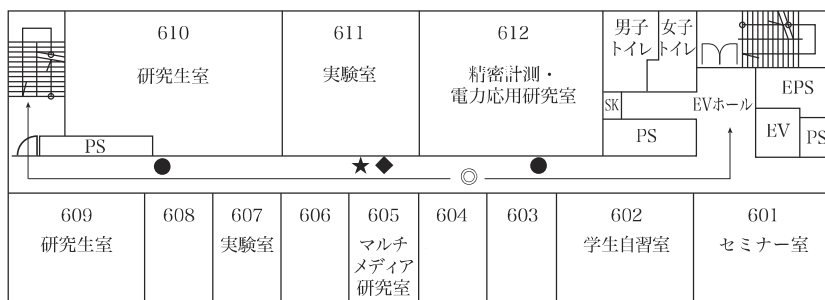 610
研究生室
611
実験室
612
精密計測・
電力応用研究室
男子
トイレ
女子
トイレ
SK
PS
EVホール
EPS
EV
PS
PS
609
研究生室
608
607
実験室
606
605
マルチ
メディア
研究室
604
603
602
学生自習室
601
セミナー室